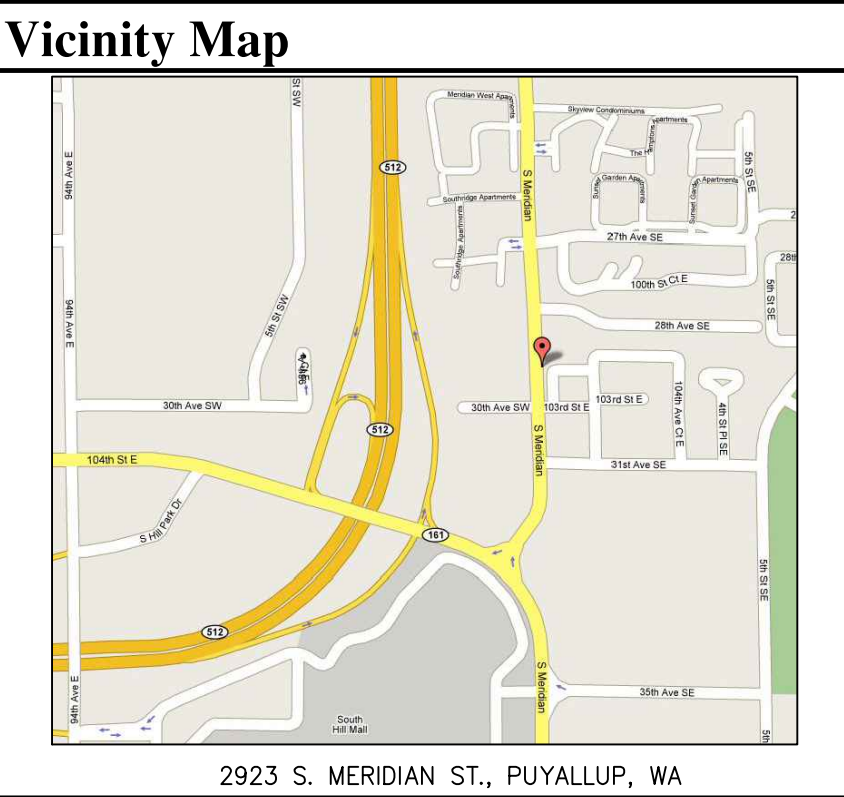 Vicinity Map
St SW
Meridian West Apartments
Skyview Condominiums
Apartments
The Hamptons
512
94th Ave E
S Meridian
5th St SE
Sunset Garden Apartments
Sunset Garden Apartments
Southridge Apartments
Southridge Apartments
2
27th Ave SE
28th
100th St Ct E
5th St SE
94th Ave E
5th St SW
28th Ave SE
30th Ave SW
30th Ave SW
103rd St E
103rd St E
104th Ave Ct E
4th St Pl SE
512
S Meridian
104th St E
31st Ave SE
S Hill Park Dr
161
5th St SE
512
94th Ave E
S Meridian
35th Ave SE
South
Hill Mall
5th
2923 S. MERIDIAN ST., PUYALLUP, WA